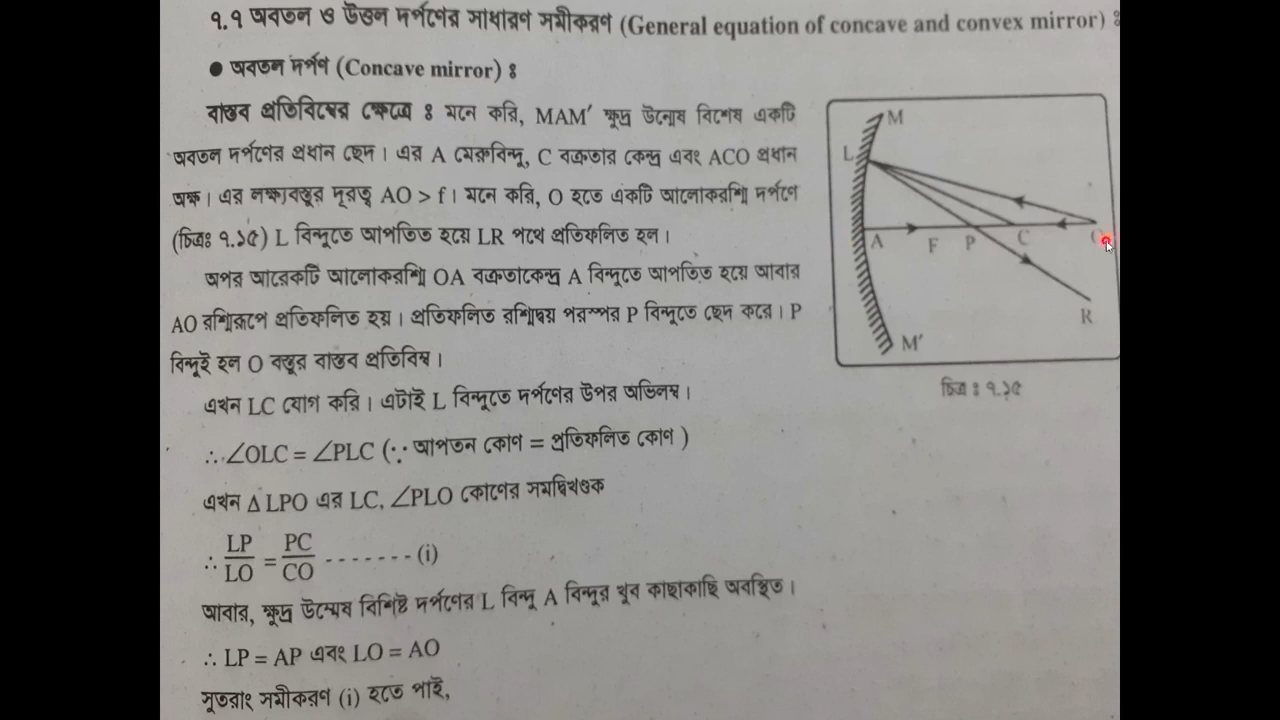 ৭.৭ অবতল ও উত্তল দর্পণের সাধারণ সমীকরণ (General equation of concave and convex mirror) ঃ
● অবতল দর্পণ (Concave mirror) ঃ
বাস্তব প্রতিবিম্বের ক্ষেত্রে ঃ মনে করি, MAM′ ক্ষুদ্র উন্মেষ বিশেষ একটি
অবতল দর্পণের প্রধান ছেদ। এর A মেরুবিন্দু, C বক্রতার কেন্দ্র এবং ACO প্রধান
অক্ষ। এর লক্ষ্যবস্তুর দূরত্ব AO > f। মনে করি, O হতে একটি আলোকরশ্মি দর্পণে
(চিত্রঃ ৭.১৫) L বিন্দুতে আপতিত হয়ে LR পথে প্রতিফলিত হল।
অপর আরেকটি আলোকরশ্মি OA বক্রতাকেন্দ্র A বিন্দুতে আপতিত হয়ে আবার
AO রশ্মিরূপে প্রতিফলিত হয়। প্রতিফলিত রশ্মিদ্বয় পরস্পর P বিন্দুতে ছেদ করে। P
বিন্দুই হল O বস্তুর বাস্তব প্রতিবিম্ব।
এখন LC যোগ করি। এটাই L বিন্দুতে দর্পণের উপর অভিলম্ব।
∴ ∠OLC = ∠PLC (∵ আপতন কোণ = প্রতিফলিত কোণ )
এখন Δ LPO এর LC, ∠PLO কোণের সমদ্বিখণ্ডক
∴ LP/LO = PC/CO - - - - - - - (i)
আবার, ক্ষুদ্র উন্মেষ বিশিষ্ট দর্পণের L বিন্দু A বিন্দুর খুব কাছাকাছি অবস্থিত।
∴ LP = AP এবং LO = AO
সুতরাং সমীকরণ (i) হতে পাই,
M
L
A F P C
R
M′
চিত্র ঃ ৭.১৫